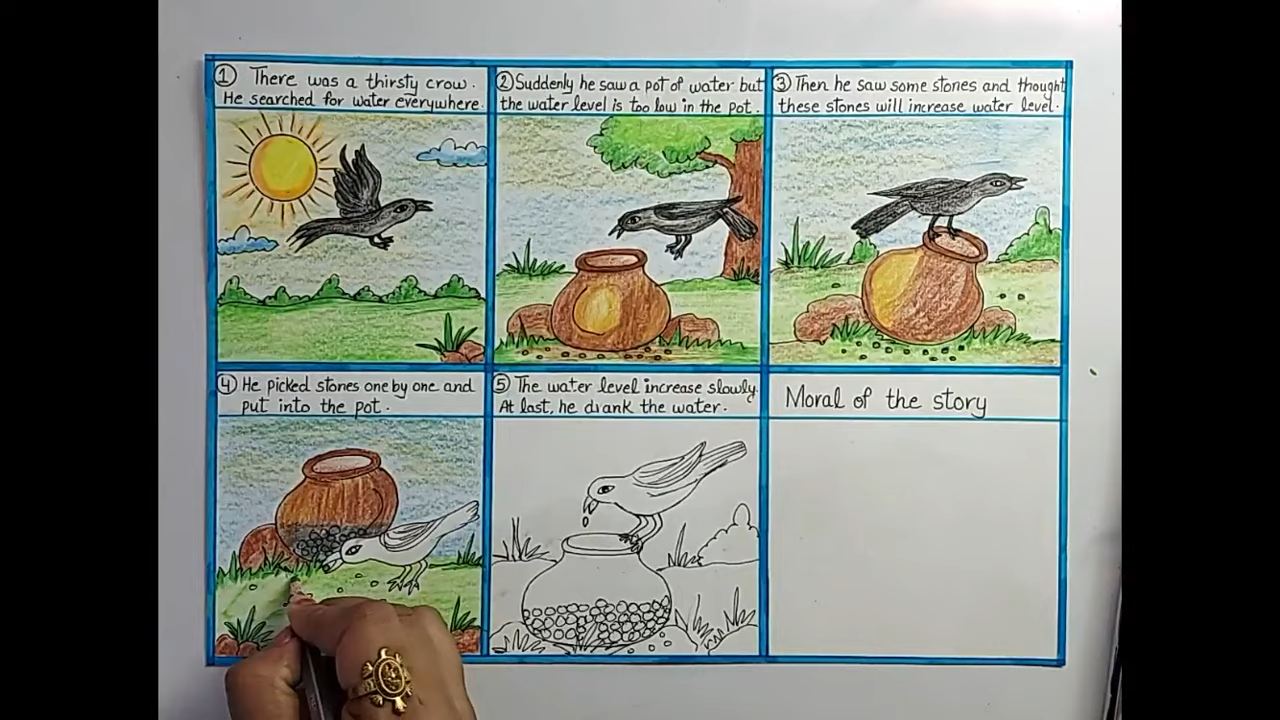 ① There was a thirsty crow.
He searched for water everywhere.
② Suddenly he saw a pot of water but
the water level is too low in the pot.
③ Then he saw some stones and thought
these stones will increase water level.
④ He picked stones one by one and
put into the pot.
⑤ The water level increase slowly.
At last, he drank the water.
Moral of the story